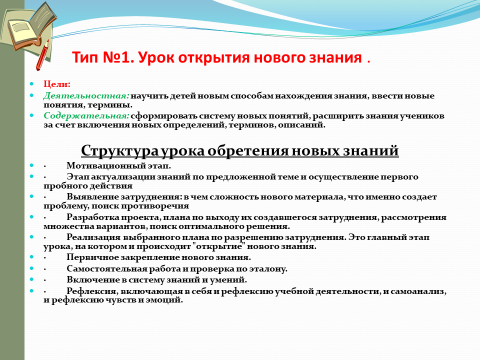 Тип №1. Урок открытия нового знания .
Цели:
Деятельностная: научить детей новым способам нахождения знания, ввести новые
понятия, термины.
Содержательная: сформировать систему новых понятий, расширить знания учеников
за счет включения новых определений, терминов, описаний.
Структура урока обретения новых знаний
· Мотивационный этап.
· Этап актуализации знаний по предложенной теме и осуществление первого
пробного действия
· Выявление затруднения: в чем сложность нового материала, что именно создает
проблему, поиск противоречия
· Разработка проекта, плана по выходу их создавшегося затруднения, рассмотрения
множества вариантов, поиск оптимального решения.
· Реализация выбранного плана по разрешению затруднения. Это главный этап
урока, на котором и происходит "открытие" нового знания.
· Первичное закрепление нового знания.
· Самостоятельная работа и проверка по эталону.
· Включение в систему знаний и умений.
· Рефлексия, включающая в себя и рефлексию учебной деятельности, и самоанализ,
и рефлексию чувств и эмоций.